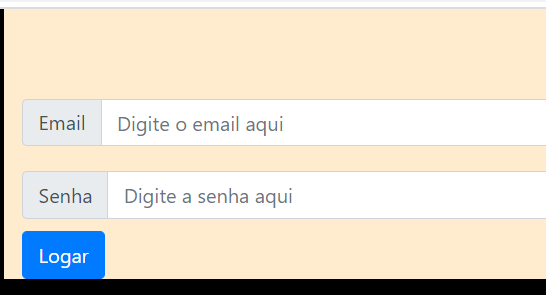 Email Digite o email aqui
Senha Digite a senha aqui
Logar